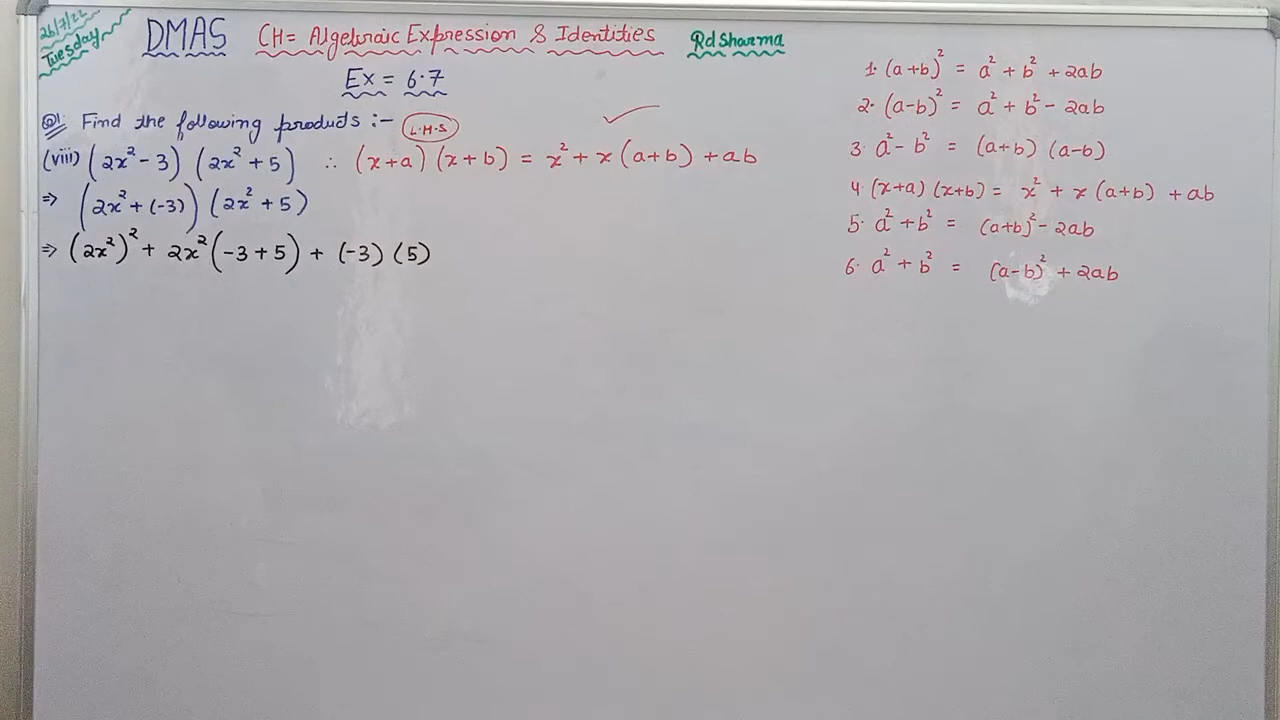 26/7/22
Tuesday
DMAS CH= Algebraic Expression & Identities Rd Sharma
Ex = 6.7
Q1. Find the following products :- L.H.S
(viii) (2x² - 3) (2x² + 5) ∴ (x+a) (x+b) = x² + x (a+b) + ab
⇒ (2x² + (-3)) (2x² + 5)
⇒ (2x²)² + 2x² (-3 + 5) + (-3) (5)
1. (a+b)² = a² + b² + 2ab
2. (a-b)² = a² + b² - 2ab
3. a² - b² = (a+b) (a-b)
4. (x+a) (x+b) = x² + x (a+b) + ab
5. a² + b² = (a+b)² - 2ab
6. a² + b² = (a-b)² + 2ab